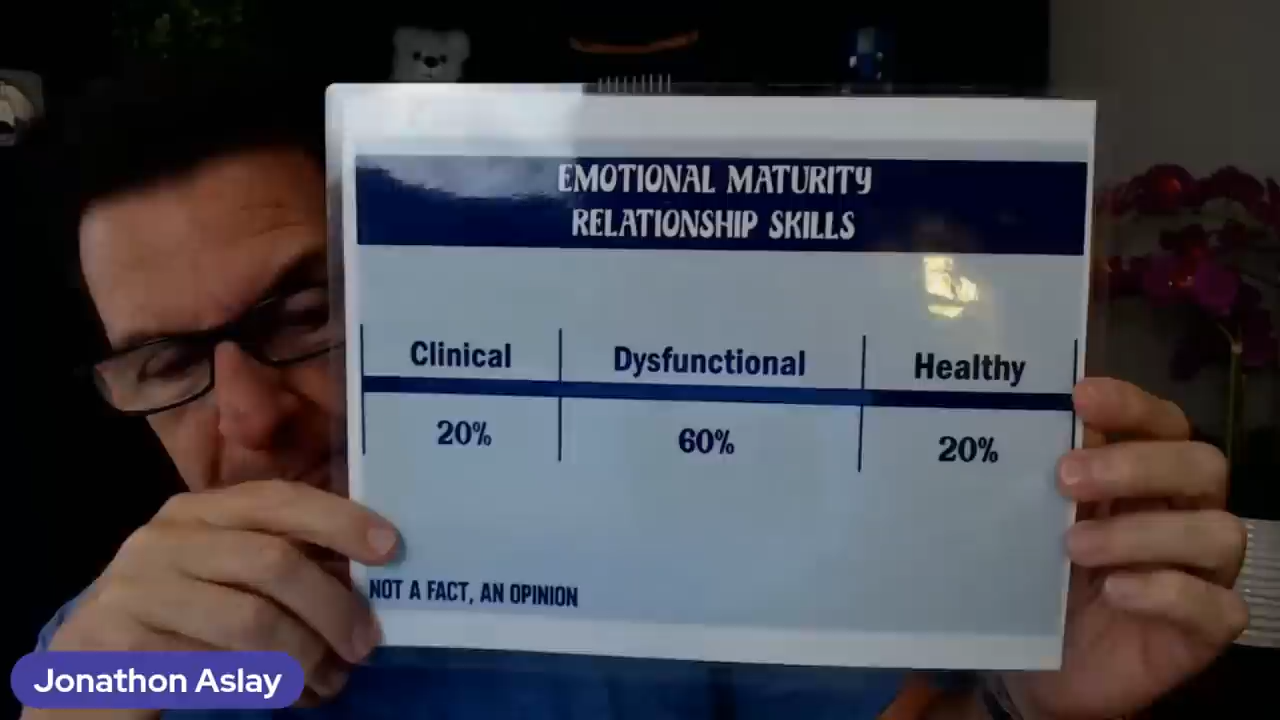 EMOTIONAL MATURITY
RELATIONSHIP SKILLS
Clinical Dysfunctional Healthy
20% 60% 20%
NOT A FACT, AN OPINION
Jonathon Aslay